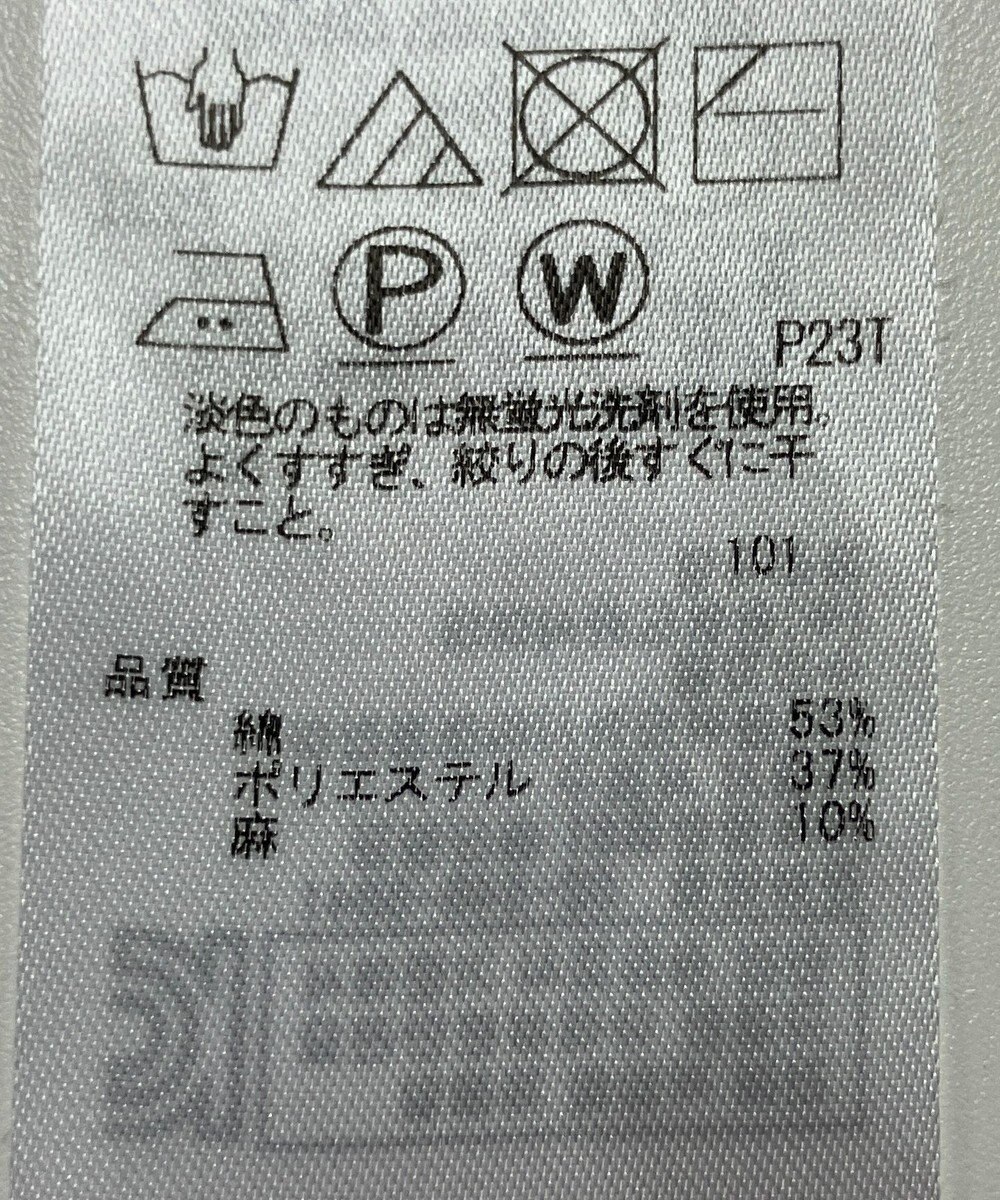 P W
P23T
淡色のものは無蛍光洗剤を使用。
よくすすぎ、絞りの後すぐに干
すこと。
101
品質
綿 53%
ポリエステル 37%
麻 10%